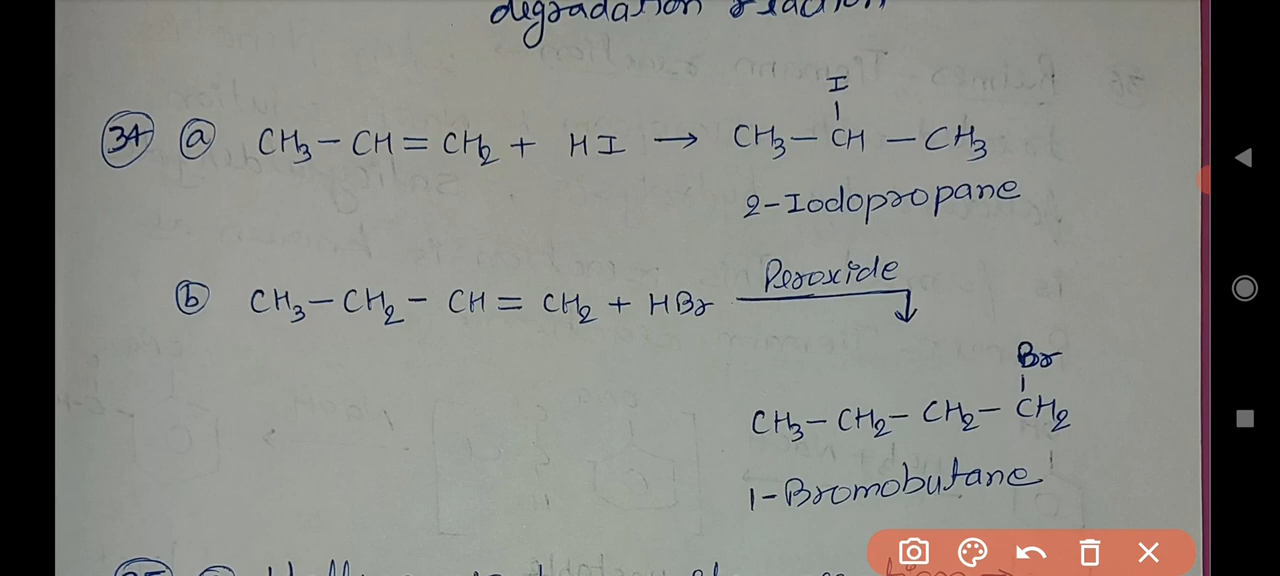 degradation reaction
34 a CH₃ – CH = CH₂ + HI → CH₃ – CH – CH₃
I
2-Iodopropane
b CH₃ – CH₂ – CH = CH₂ + HBr
Peroxide
Br
CH₃ – CH₂ – CH₂ – CH₂
1-Bromobutane